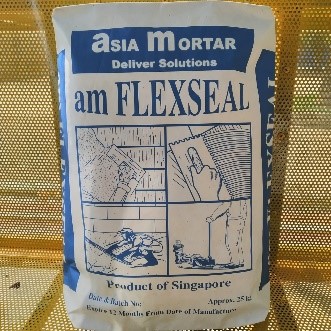 ASIA MORTAR
Deliver Solutions
am FLEXSEAL
Product of Singapore
Date & Batch No: Approx. 25 kg
Expire 12 Months From Date of Manufacture